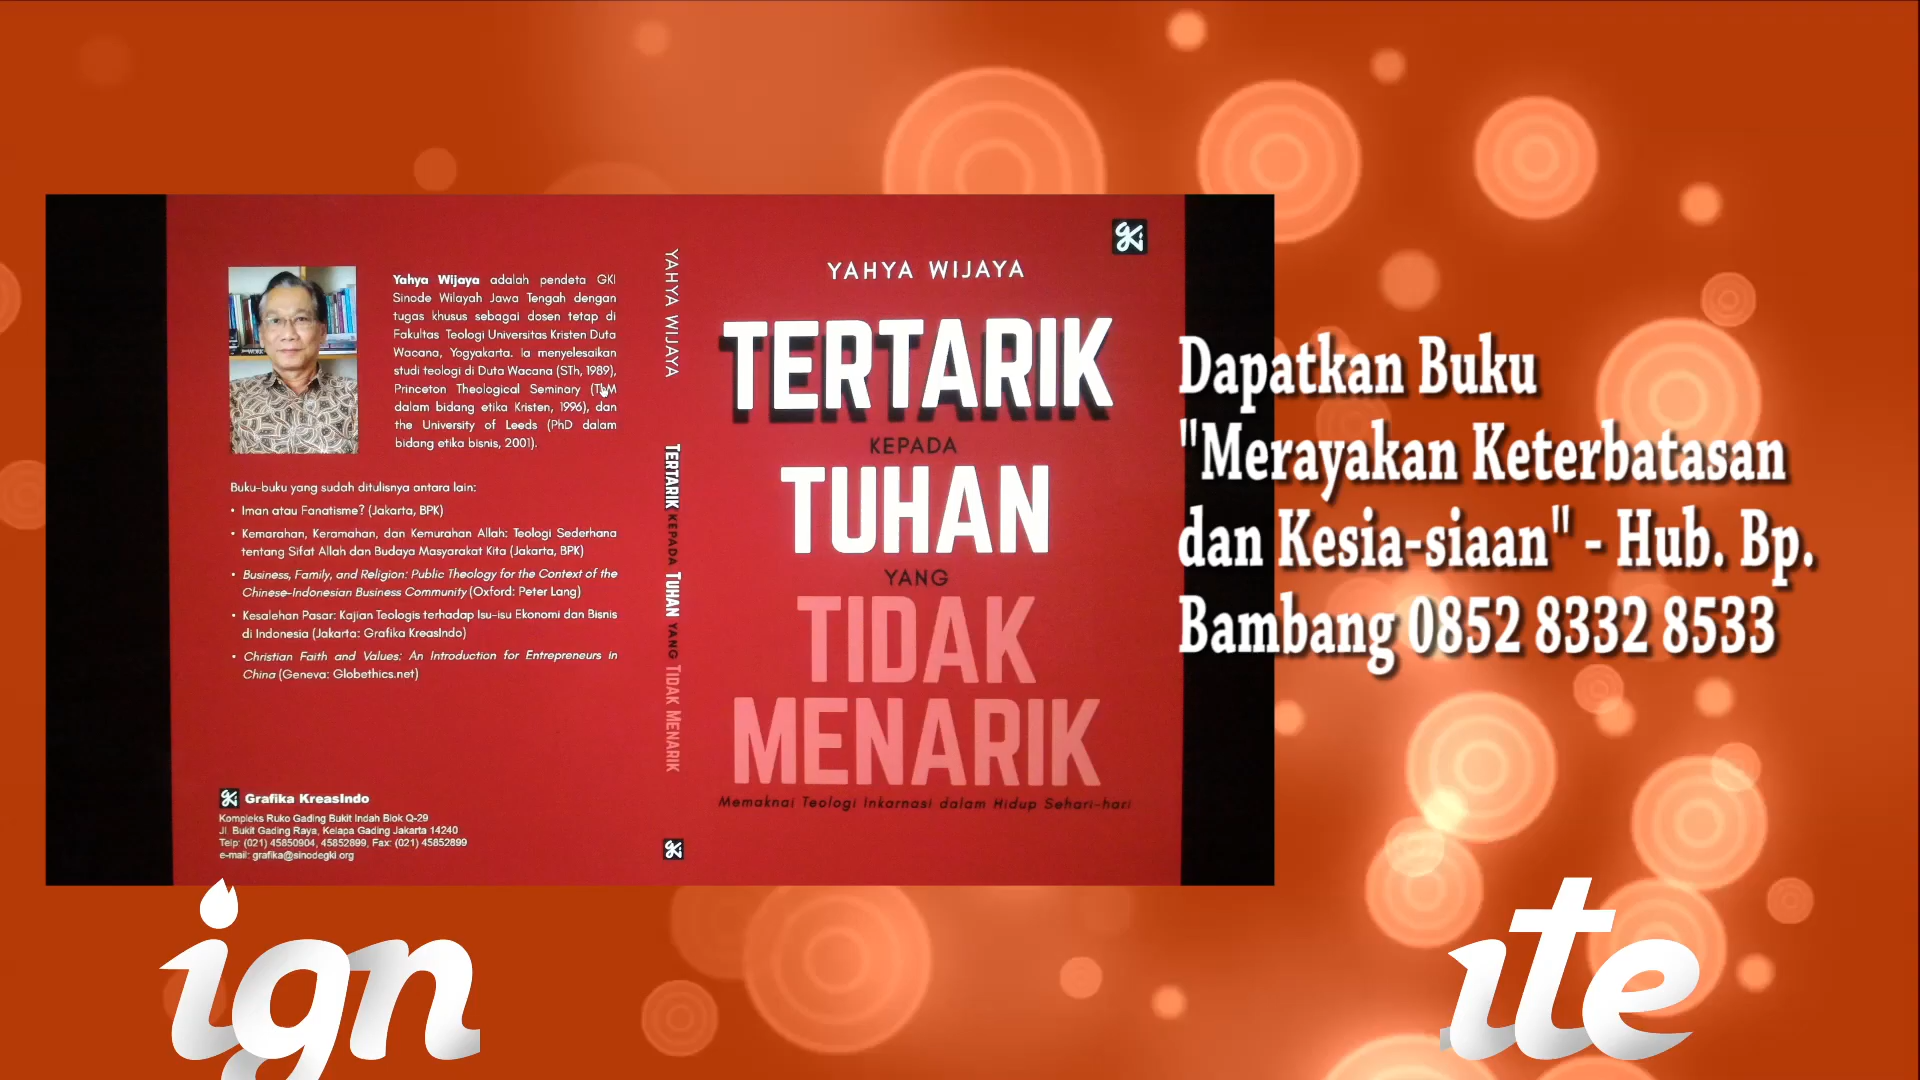 Yahya Wijaya adalah pendeta GKI
Sinode Wilayah Jawa Tengah dengan
tugas khusus sebagai dosen tetap di
Fakultas Teologi Universitas Kristen Duta
Wacana, Yogyakarta. Ia menyelesaikan
studi teologi di Duta Wacana (STh, 1989),
Princeton Theological Seminary (ThM
dalam bidang etika Kristen, 1996), dan
the University of Leeds (PhD dalam
bidang etika bisnis, 2001).
Buku-buku yang sudah ditulisnya antara lain:
• Iman atau Fanatisme? (Jakarta, BPK)
• Kemarahan, Keramahan, dan Kemurahan Allah: Teologi Sederhana
tentang Sifat Allah dan Budaya Masyarakat Kita (Jakarta, BPK)
• Business, Family, and Religion: Public Theology for the Context of the
Chinese-Indonesian Business Community (Oxford: Peter Lang)
• Kesalehan Pasar: Kajian Teologis terhadap Isu-isu Ekonomi dan Bisnis
di Indonesia (Jakarta: Grafika KreasIndo)
• Christian Faith and Values: An Introduction for Entrepreneurs in
China (Geneva: Globethics.net)
gki Grafika KreasIndo
Kompleks Ruko Gading Bukit Indah Blok Q-29
Jl. Bukit Gading Raya, Kelapa Gading Jakarta 14240
Telp: (021) 45850904, 45852899, Fax: (021) 45852899
e-mail: grafika@sinodegki.org
YAHYA WIJAYA TERTARIK KEPADA TUHAN YANG TIDAK MENARIK
gki
gki
YAHYA WIJAYA
TERTARIK
KEPADA
TUHAN
YANG
TIDAK
MENARIK
Memaknai Teologi Inkarnasi dalam Hidup Sehari-hari
Dapatkan Buku
"Merayakan Keterbatasan
dan Kesia-siaan" - Hub. Bp.
Bambang 0852 8332 8533
ign ite